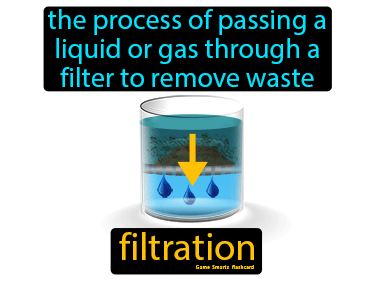 the process of passing a
liquid or gas through a
filter to remove waste
filtration
Game Smartz flashcard